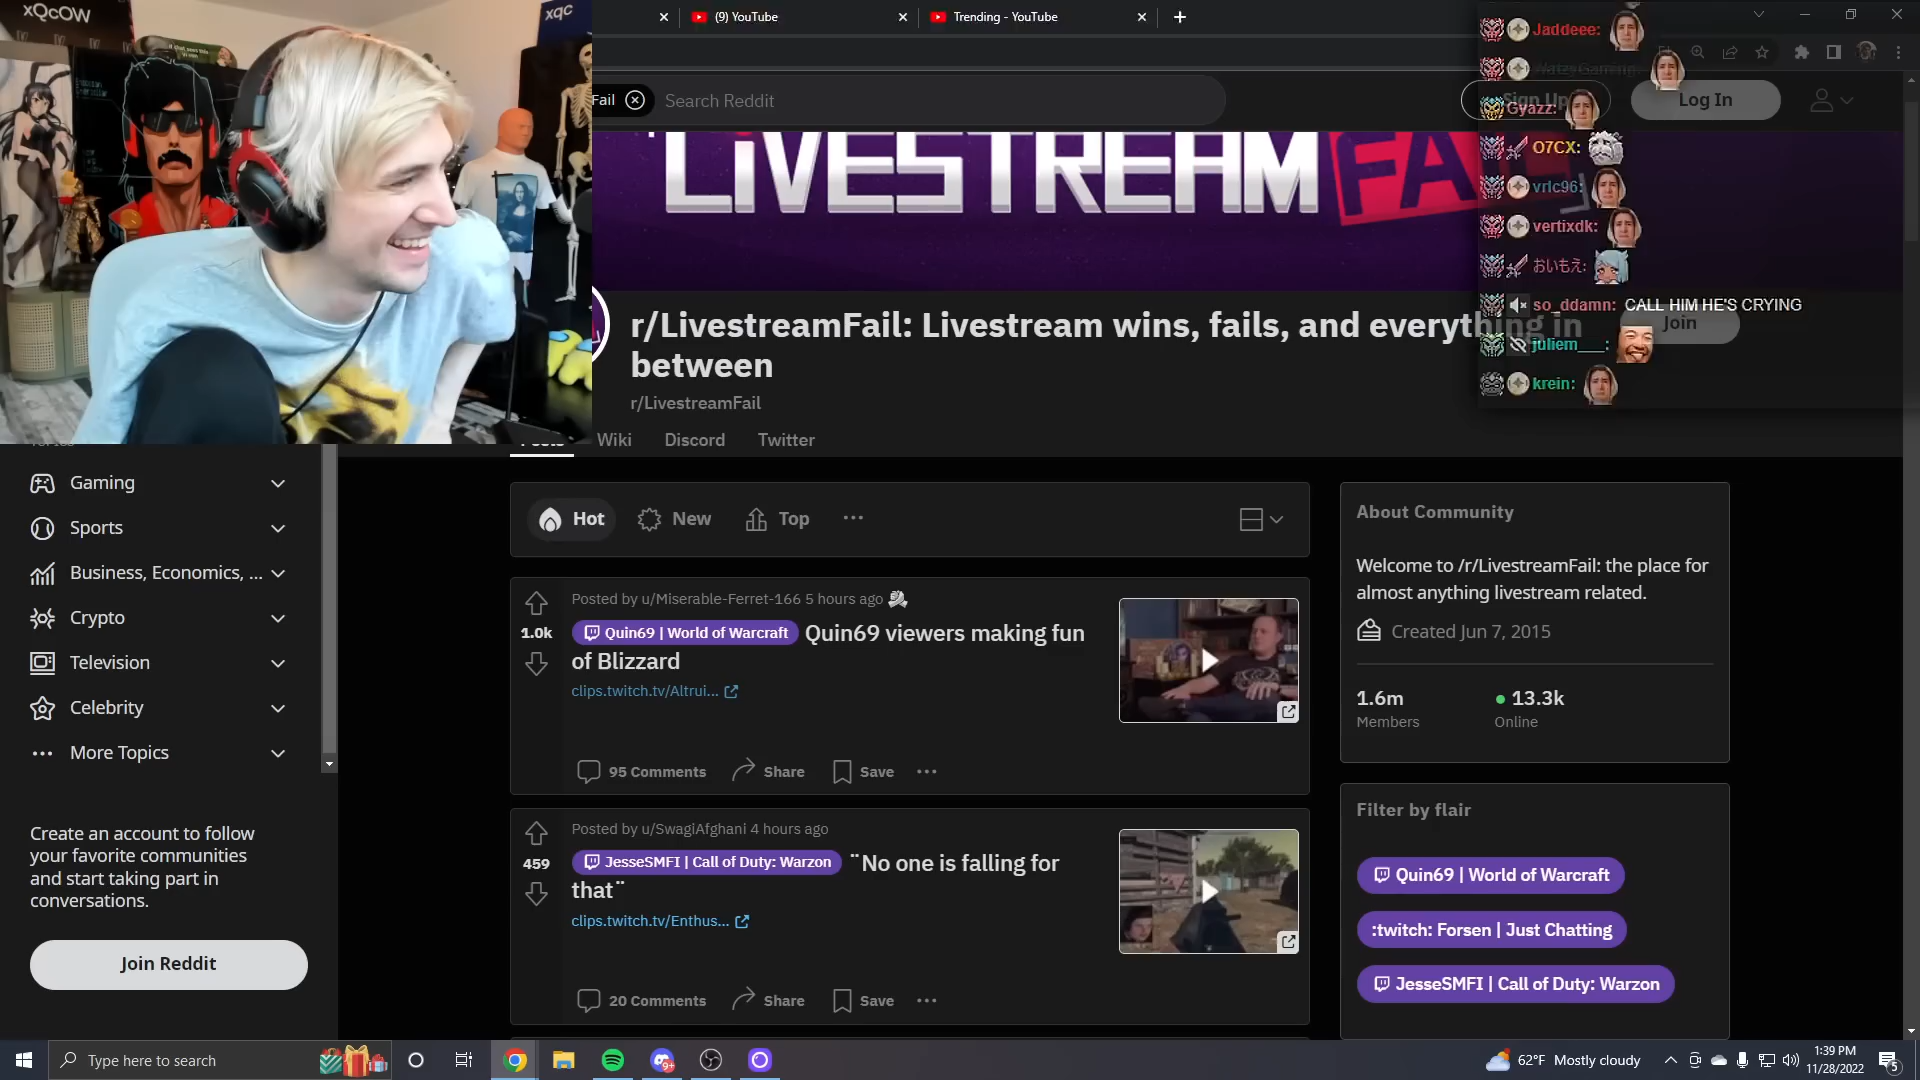 xQcOW
xqc
(9) YouTube
Trending - YouTube
Fail
Search Reddit
Sign Up
Log In
LiVESTREAM
Jaddeee:
Gyazz:
O7CX:
vrlc96:
vertixdk:
おいもえ:
so_ddamn: CALL HIM HE'S CRYING
juliem___:
krein:
r/LivestreamFail: Livestream wins, fails, and everything in
between
Join
r/LivestreamFail
Posts
Wiki
Discord
Twitter
Gaming
Sports
Business, Economics, ...
Crypto
Television
Celebrity
More Topics
Create an account to follow
your favorite communities
and start taking part in
conversations.
Join Reddit
Hot
New
Top
Posted by u/Miserable-Ferret-166 5 hours ago
1.0k
Quin69 | World of Warcraft Quin69 viewers making fun
of Blizzard
clips.twitch.tv/Altrui...
95 Comments
Share
Save
Posted by u/SwagiAfghani 4 hours ago
459
JesseSMFI | Call of Duty: Warzon ¨No one is falling for
that¨
clips.twitch.tv/Enthus...
20 Comments
Share
Save
About Community
Welcome to /r/LivestreamFail: the place for
almost anything livestream related.
Created Jun 7, 2015
1.6m
Members
13.3k
Online
Filter by flair
Quin69 | World of Warcraft
:twitch: Forsen | Just Chatting
JesseSMFI | Call of Duty: Warzon
Type here to search
9+
62°F Mostly cloudy
1:39 PM
11/28/2022
5